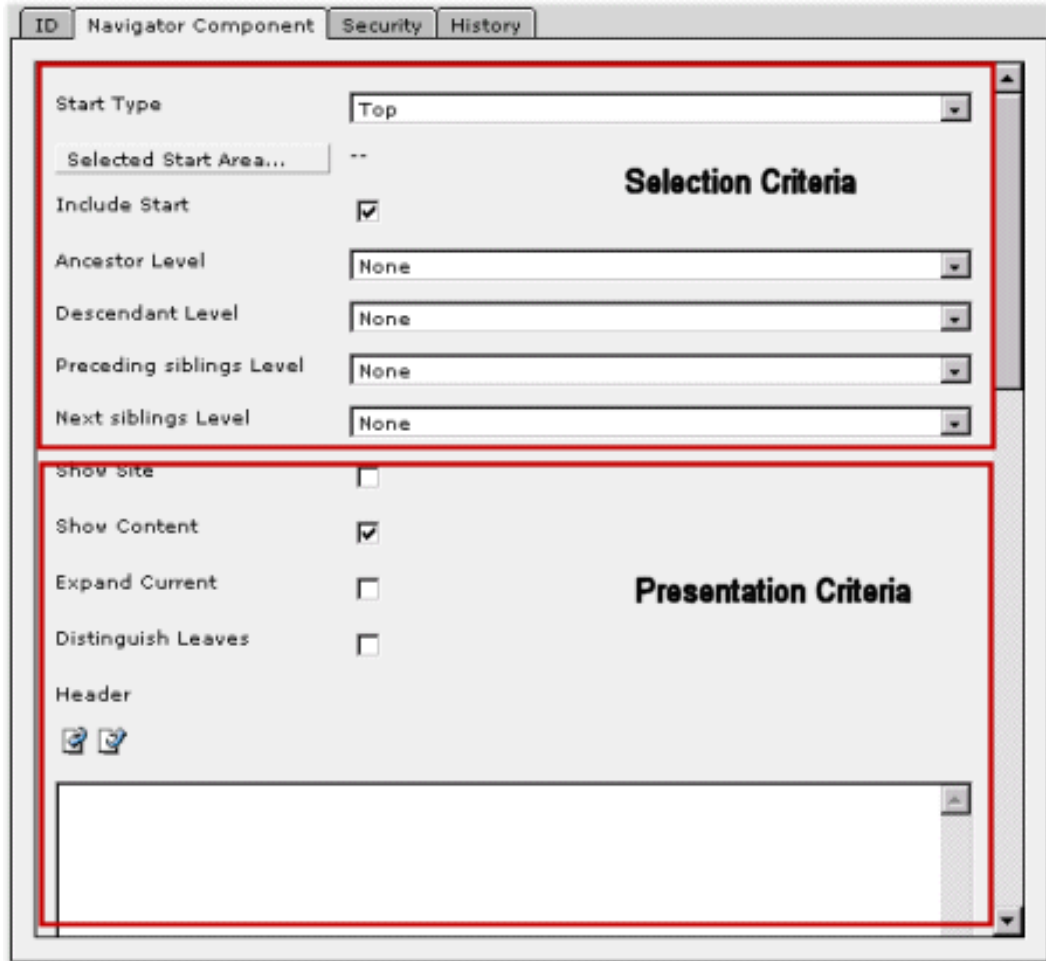 ID Navigator Component Security History
Start Type Top
Selected Start Area... --
Selection Criteria
Include Start
Ancestor Level None
Descendant Level None
Preceding siblings Level None
Next siblings Level None
Show Site
Show Content
Expand Current
Presentation Criteria
Distinguish Leaves
Header